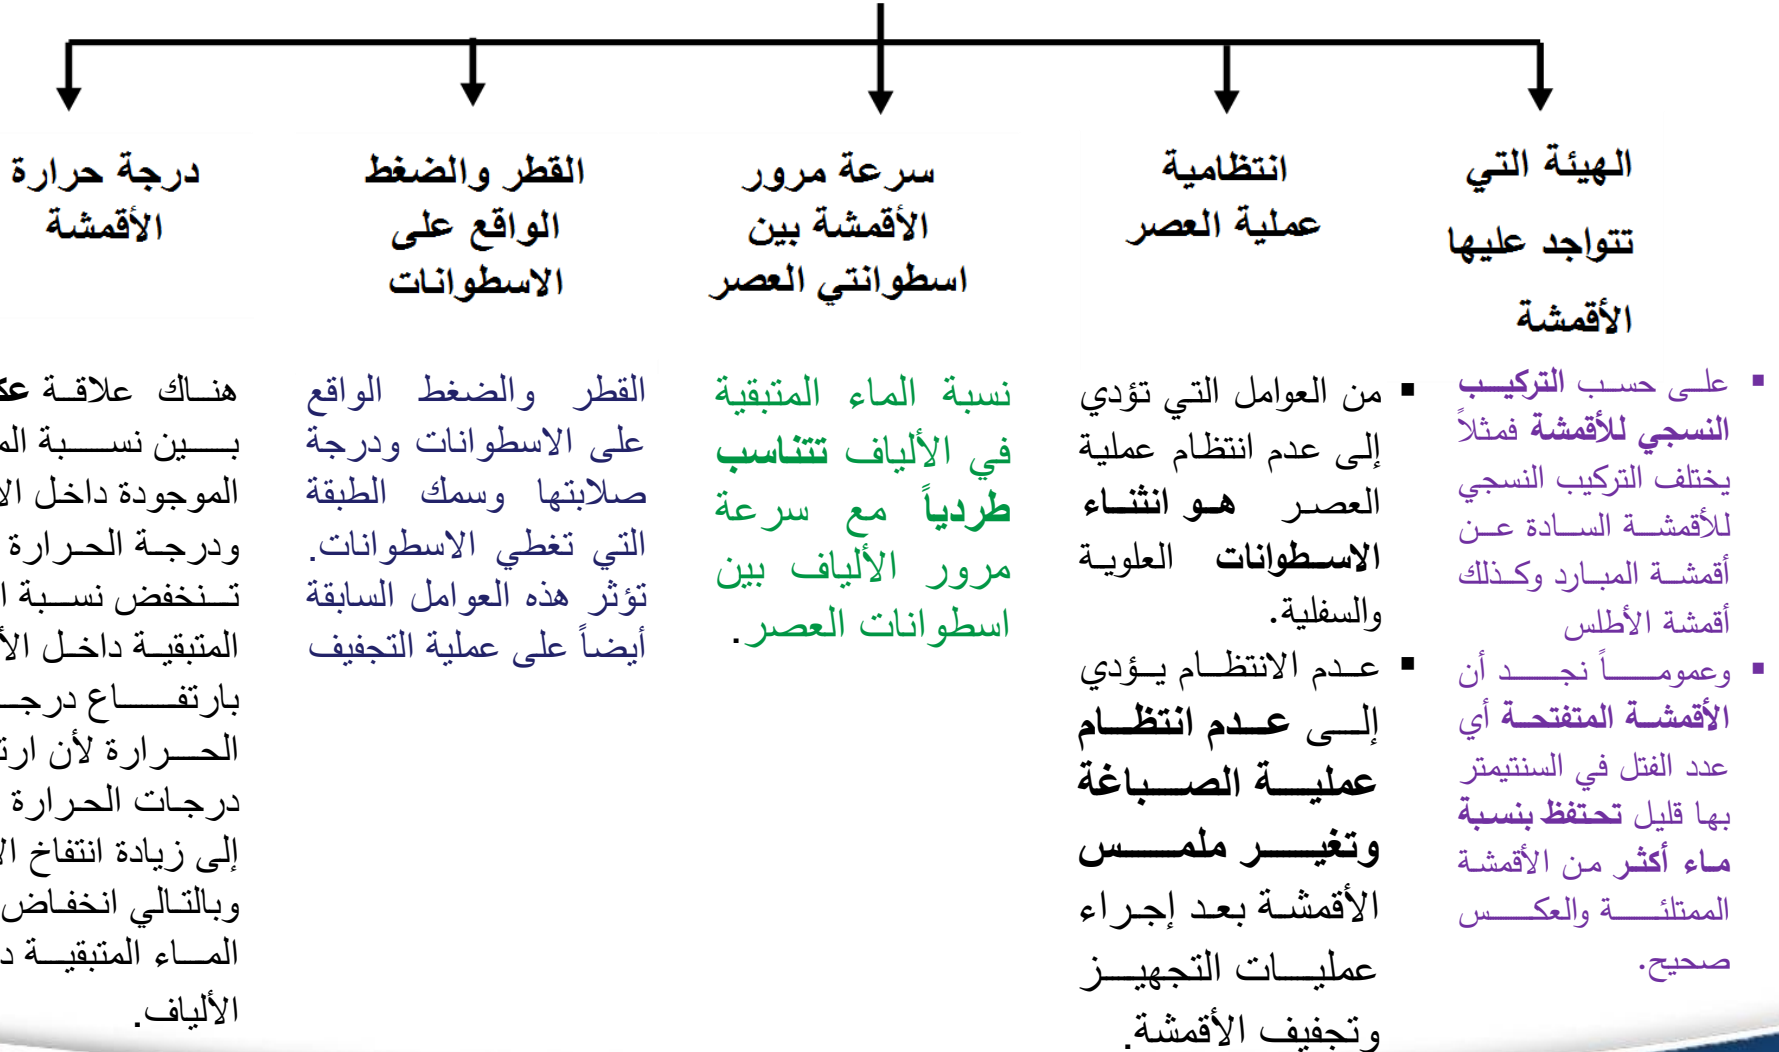 الهيئة التي
تتواجد عليها
الأقمشة
على حسب التركيب
النسجي للأقمشة فمثلاً
يختلف التركيب النسجي
للأقمشة السادة عن
أقمشة المبارد وكذلك
أقمشة الأطلس
وعموماً نجد أن
الأقمشة المتفتحة أي
عدد الفتل في السنتيمتر
بها قليل تحتفظ بنسبة
ماء أكثر من الأقمشة
الممتلئة والعكس
صحيح.
انتظامية
عملية العصر
من العوامل التي تؤدي
إلى عدم انتظام عملية
العصر هو انثناء
الاسطوانات العلوية
والسفلية.
عدم الانتظام يؤدي
إلى عدم انتظام
عملية الصباغة
وتغير ملمس
الأقمشة بعد إجراء
عمليات التجهيز
وتجفيف الأقمشة.
سرعة مرور
الأقمشة بين
اسطوانتي العصر
نسبة الماء المتبقية
في الألياف تتناسب
طردياً مع سرعة
مرور الألياف بين
اسطوانات العصر.
القطر والضغط
الواقع على
الاسطوانات
القطر والضغط الواقع
على الاسطوانات ودرجة
صلابتها وسمك الطبقة
التي تغطي الاسطوانات.
تؤثر هذه العوامل السابقة
أيضاً على عملية التجفيف
درجة حرارة
الأقمشة
هناك علاقة
بين نسبة
الموجودة داخل
ودرجة الحرارة
تنخفض نسبة
المتبقية داخل
بارتفاع
الحرارة لأن
درجات الحرارة
إلى زيادة انتفاخ
وبالتالي انخفاض
الماء المتبقية
الألياف.